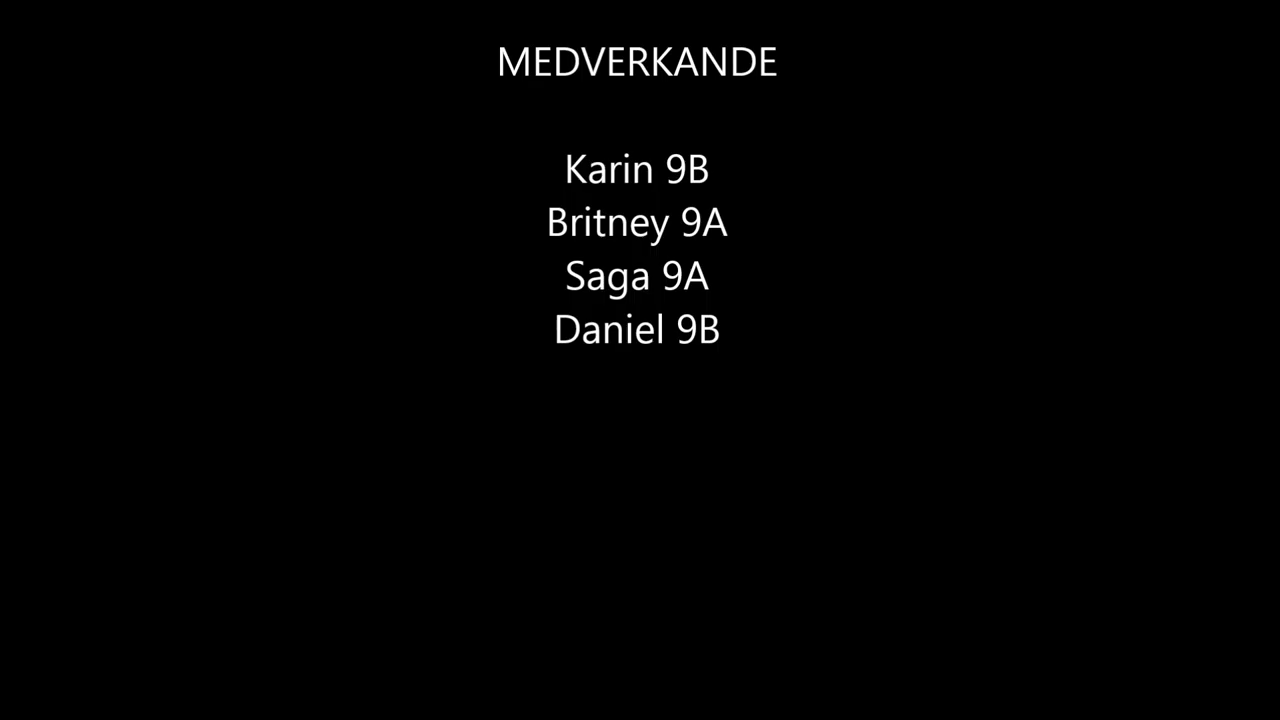 MEDVERKANDE
Karin 9B
Britney 9A
Saga 9A
Daniel 9B